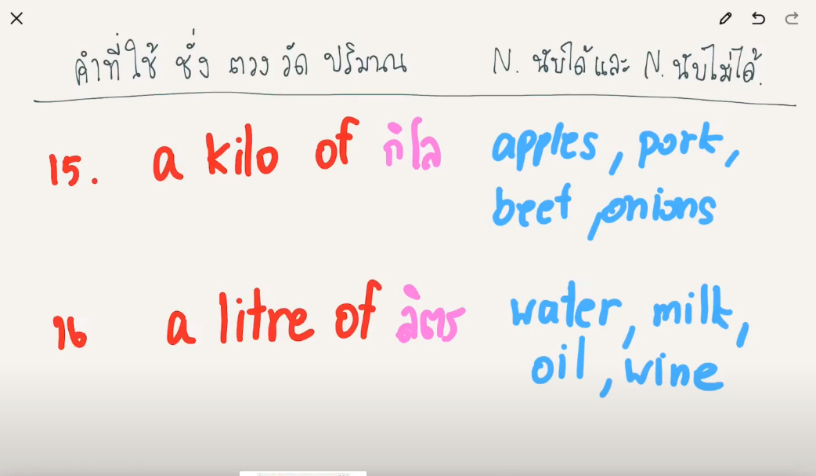 คำที่ใช้ ชั่ง ตวง วัด ปริมาณ N. นับได้และ N. นับไม่ได้.
15. a kilo of กิโล apples, pork,
beef, onions
16 a litre of ลิตร water, milk,
oil, wine